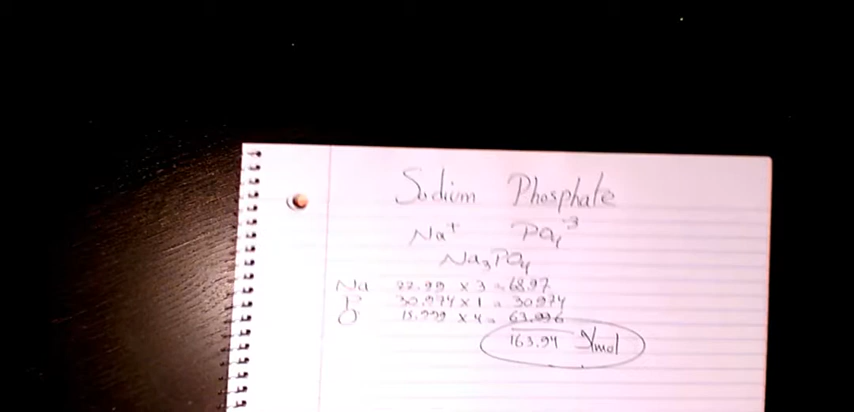 Sodium Phosphate
Na⁺ PO₄⁻³
Na₃PO₄
Na 22.99 x 3 = 68.97
P 30.974 x 1 = 30.974
O 15.999 x 4 = 63.996
163.94 g/mol